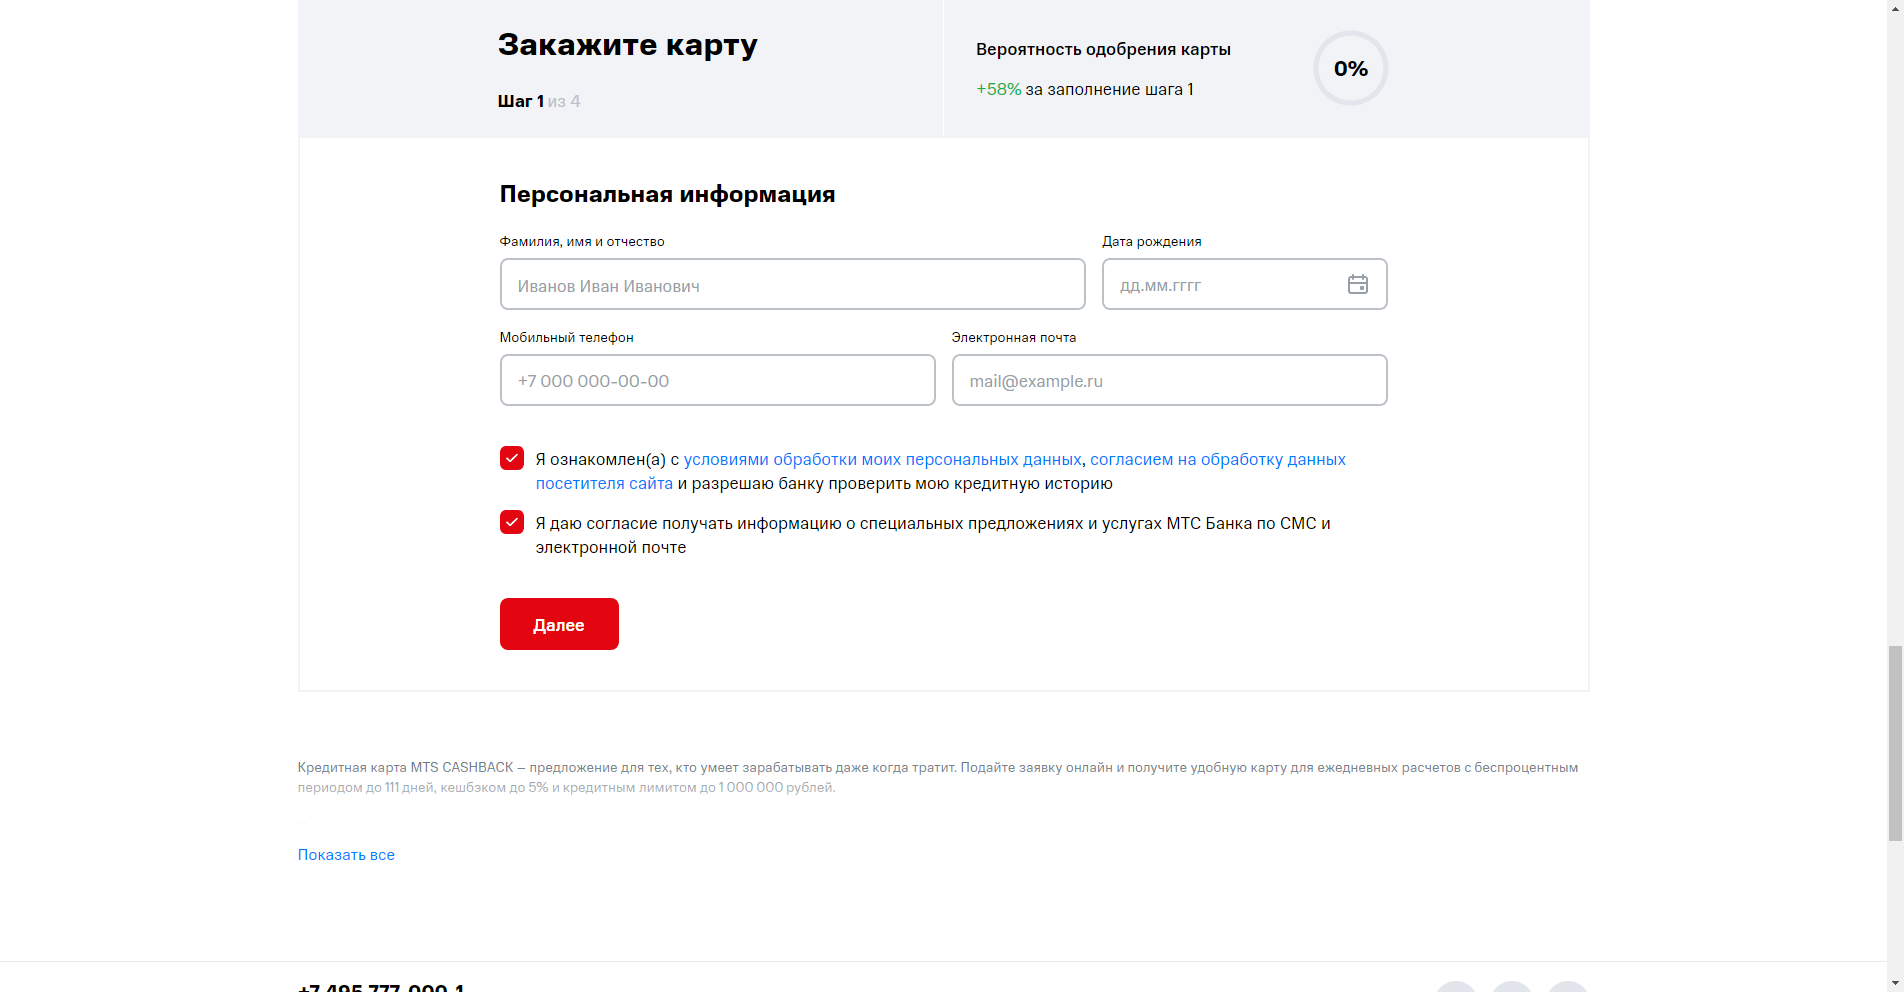 Закажите карту
Шаг 1 из 4
Вероятность одобрения карты
+58% за заполнение шага 1
0%
Персональная информация
Фамилия, имя и отчество
Дата рождения
Иванов Иван Иванович
дд.мм.гггг
Мобильный телефон
Электронная почта
+7 000 000-00-00
mail@example.ru
Я ознакомлен(а) с условиями обработки моих персональных данных, согласием на обработку данных
посетителя сайта и разрешаю банку проверить мою кредитную историю
Я даю согласие получать информацию о специальных предложениях и услугах МТС Банка по СМС и
электронной почте
Далее
Кредитная карта MTS CASHBACK – предложение для тех, кто умеет зарабатывать даже когда тратит. Подайте заявку онлайн и получите удобную карту для ежедневных расчетов с беспроцентным
периодом до 111 дней, кешбэком до 5% и кредитным лимитом до 1 000 000 рублей.
Показать все
+7 495 777-000-1